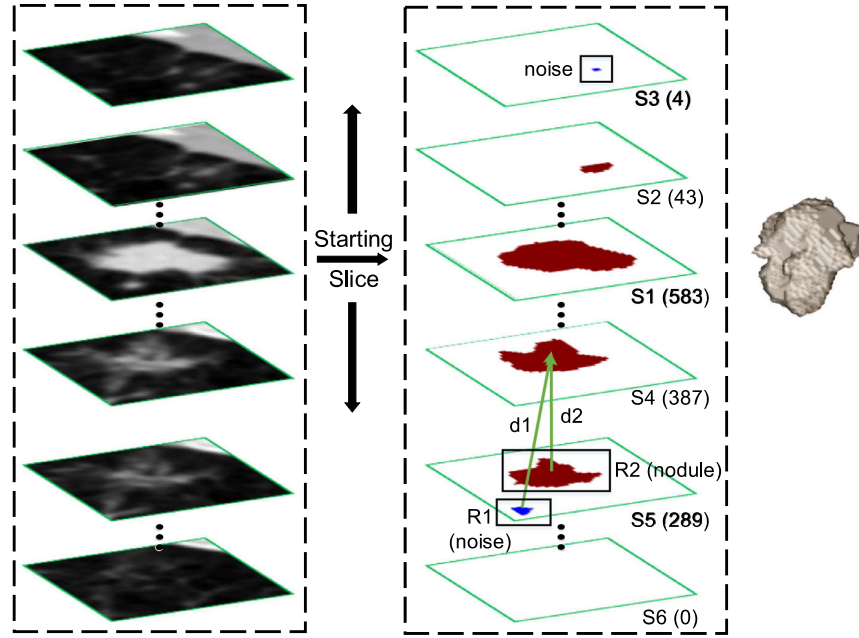 noise
S3 (4)
S2 (43)
Starting
Slice
S1 (583)
S4 (387)
d1
d2
R2 (nodule)
R1
(noise)
S5 (289)
S6 (0)